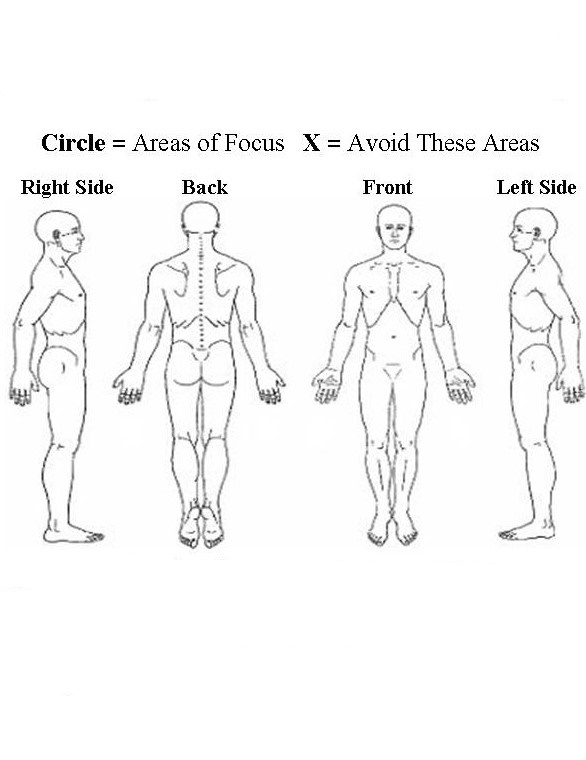 Circle = Areas of Focus X = Avoid These Areas
Right Side Back Front Left Side